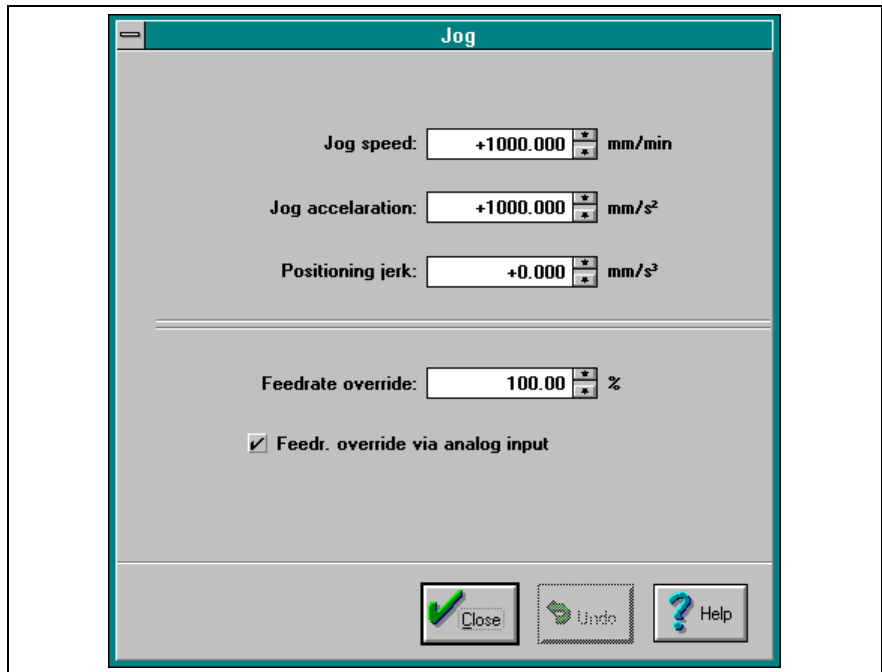 Jog
Jog speed: +1000.000 mm/min
Jog accelaration: +1000.000 mm/s²
Positioning jerk: +0.000 mm/s³
Feedrate override: 100.00 %
Feedr. override via analog input
Close Undo Help